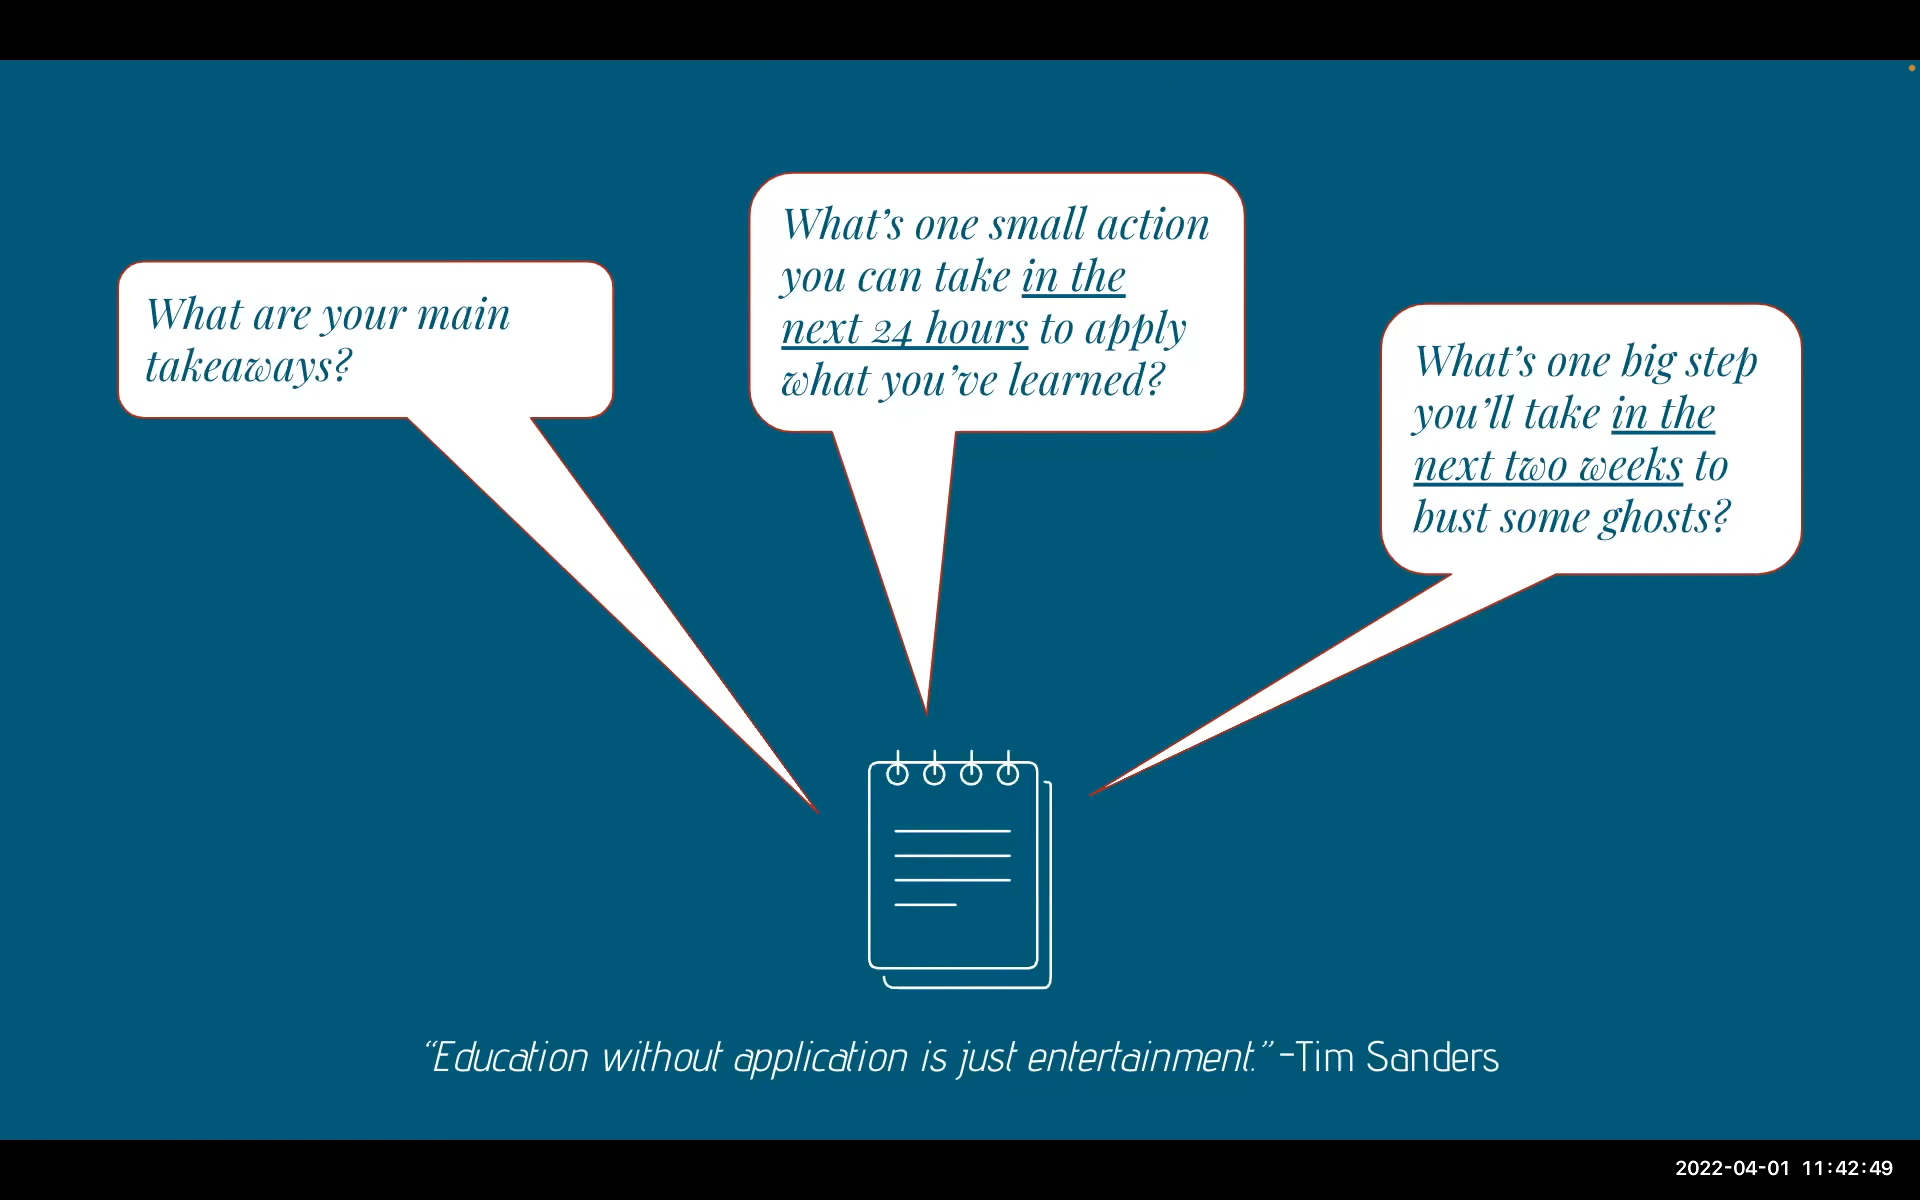 What are your main
takeaways?
What’s one small action
you can take in the
next 24 hours to apply
what you’ve learned?
What’s one big step
you’ll take in the
next two weeks to
bust some ghosts?
“Education without application is just entertainment.” -Tim Sanders
2022-04-01 11:42:49